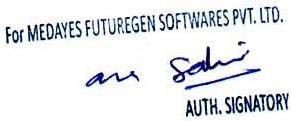 For MEDAYES FUTUREGEN SOFTWARES PVT. LTD.
AUTH. SIGNATORY